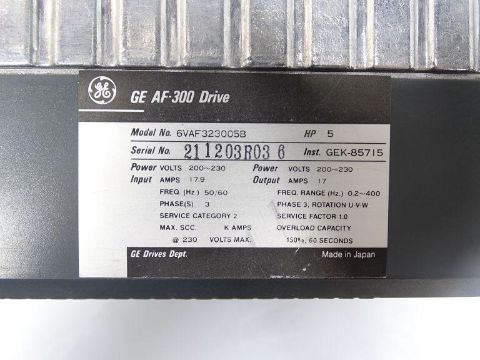 GE AF-300 Drive
Model No. 6VAF323005B HP 5
Serial No. 211203R036 Inst. GEK-85715
Power VOLTS 200~230 Power VOLTS 200~230
Input AMPS 17.9 Output AMPS 17
FREQ (Hz) 50/60 FREQ. RANGE (Hz) 0.2~400
PHASE(S) 3 PHASE 3, ROTATION U-V-W
SERVICE CATEGORY 2 SERVICE FACTOR 1.0
MAX. SCC. K AMPS OVERLOAD CAPACITY
@ 230 VOLTS MAX. 150%, 60 SECONDS
GE Drives Dept. Made in Japan